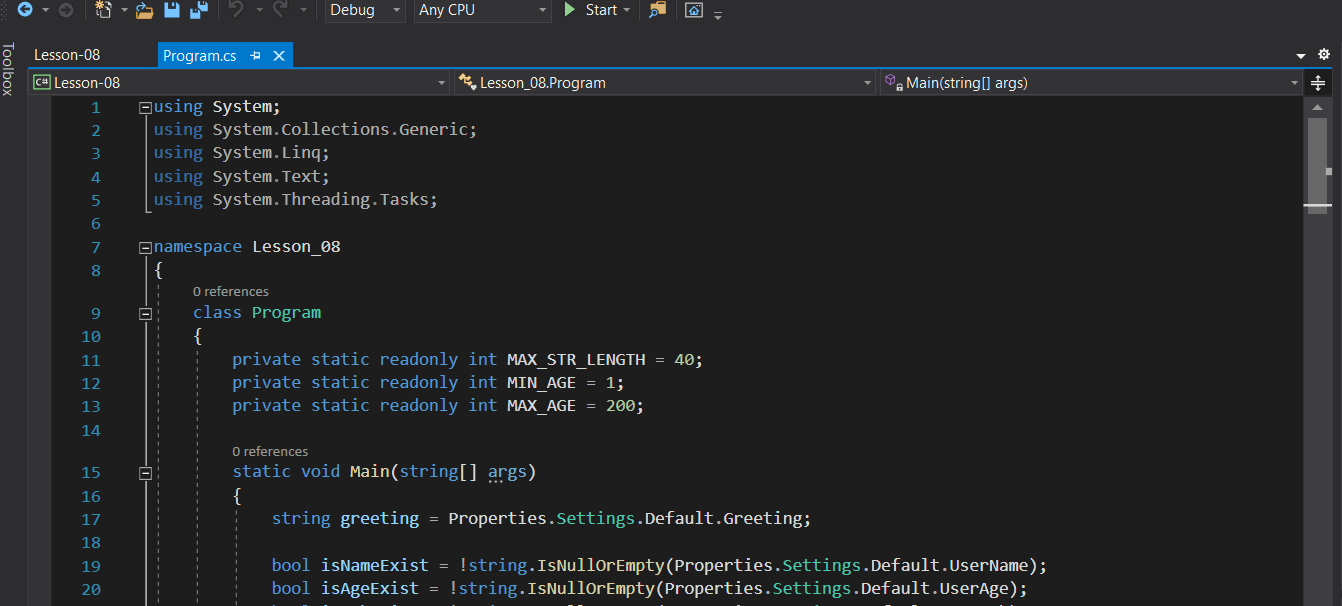 Debug Any CPU Start
Toolbox
Lesson-08 Program.cs
C# Lesson-08 Lesson_08.Program Main(string[] args)
1 using System;
2 using System.Collections.Generic;
3 using System.Linq;
4 using System.Text;
5 using System.Threading.Tasks;
6
7 namespace Lesson_08
8 {
0 references
9 class Program
10 {
11 private static readonly int MAX_STR_LENGTH = 40;
12 private static readonly int MIN_AGE = 1;
13 private static readonly int MAX_AGE = 200;
14
0 references
15 static void Main(string[] args)
16 {
17 string greeting = Properties.Settings.Default.Greeting;
18
19 bool isNameExist = !string.IsNullOrEmpty(Properties.Settings.Default.UserName);
20 bool isAgeExist = !string.IsNullOrEmpty(Properties.Settings.Default.UserAge);